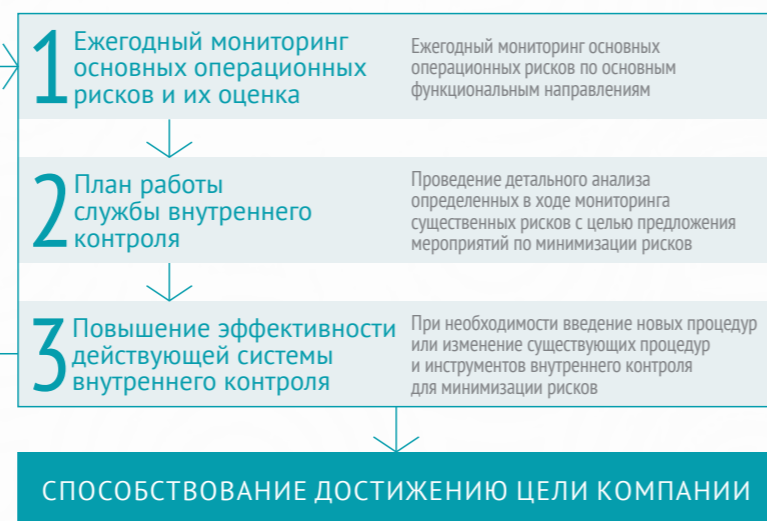 1
Ежегодный мониторинг
основных операционных
рисков и их оценка
Ежегодный мониторинг основных
операционных рисков по основным
функциональным направлениям
2
План работы
службы внутреннего
контроля
Проведение детального анализа
определенных в ходе мониторинга
существенных рисков с целью предложения
мероприятий по минимизации рисков
3
Повышение эффективности
действующей системы
внутреннего контроля
При необходимости введение новых процедур
или изменение существующих процедур
и инструментов внутреннего контроля
для минимизации рисков
СПОСОБСТВОВАНИЕ ДОСТИЖЕНИЮ ЦЕЛИ КОМПАНИИ